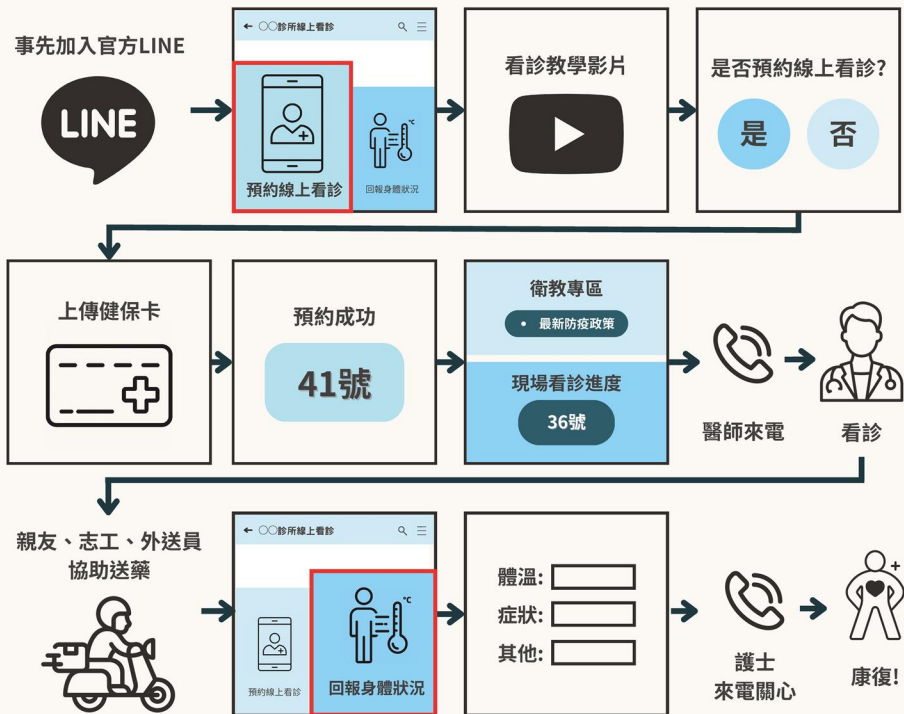 事先加入官方LINE
LINE
← ○○診所線上看診
預約線上看診
°C
回報身體狀況
看診教學影片
是否預約線上看診?
是
否
上傳健保卡
預約成功
41號
衛教專區
• 最新防疫政策
現場看診進度
36號
醫師來電
看診
親友、志工、外送員
協助送藥
← ○○診所線上看診
預約線上看診
°C
回報身體狀況
體溫:
症狀:
其他:
護士
來電關心
康復!